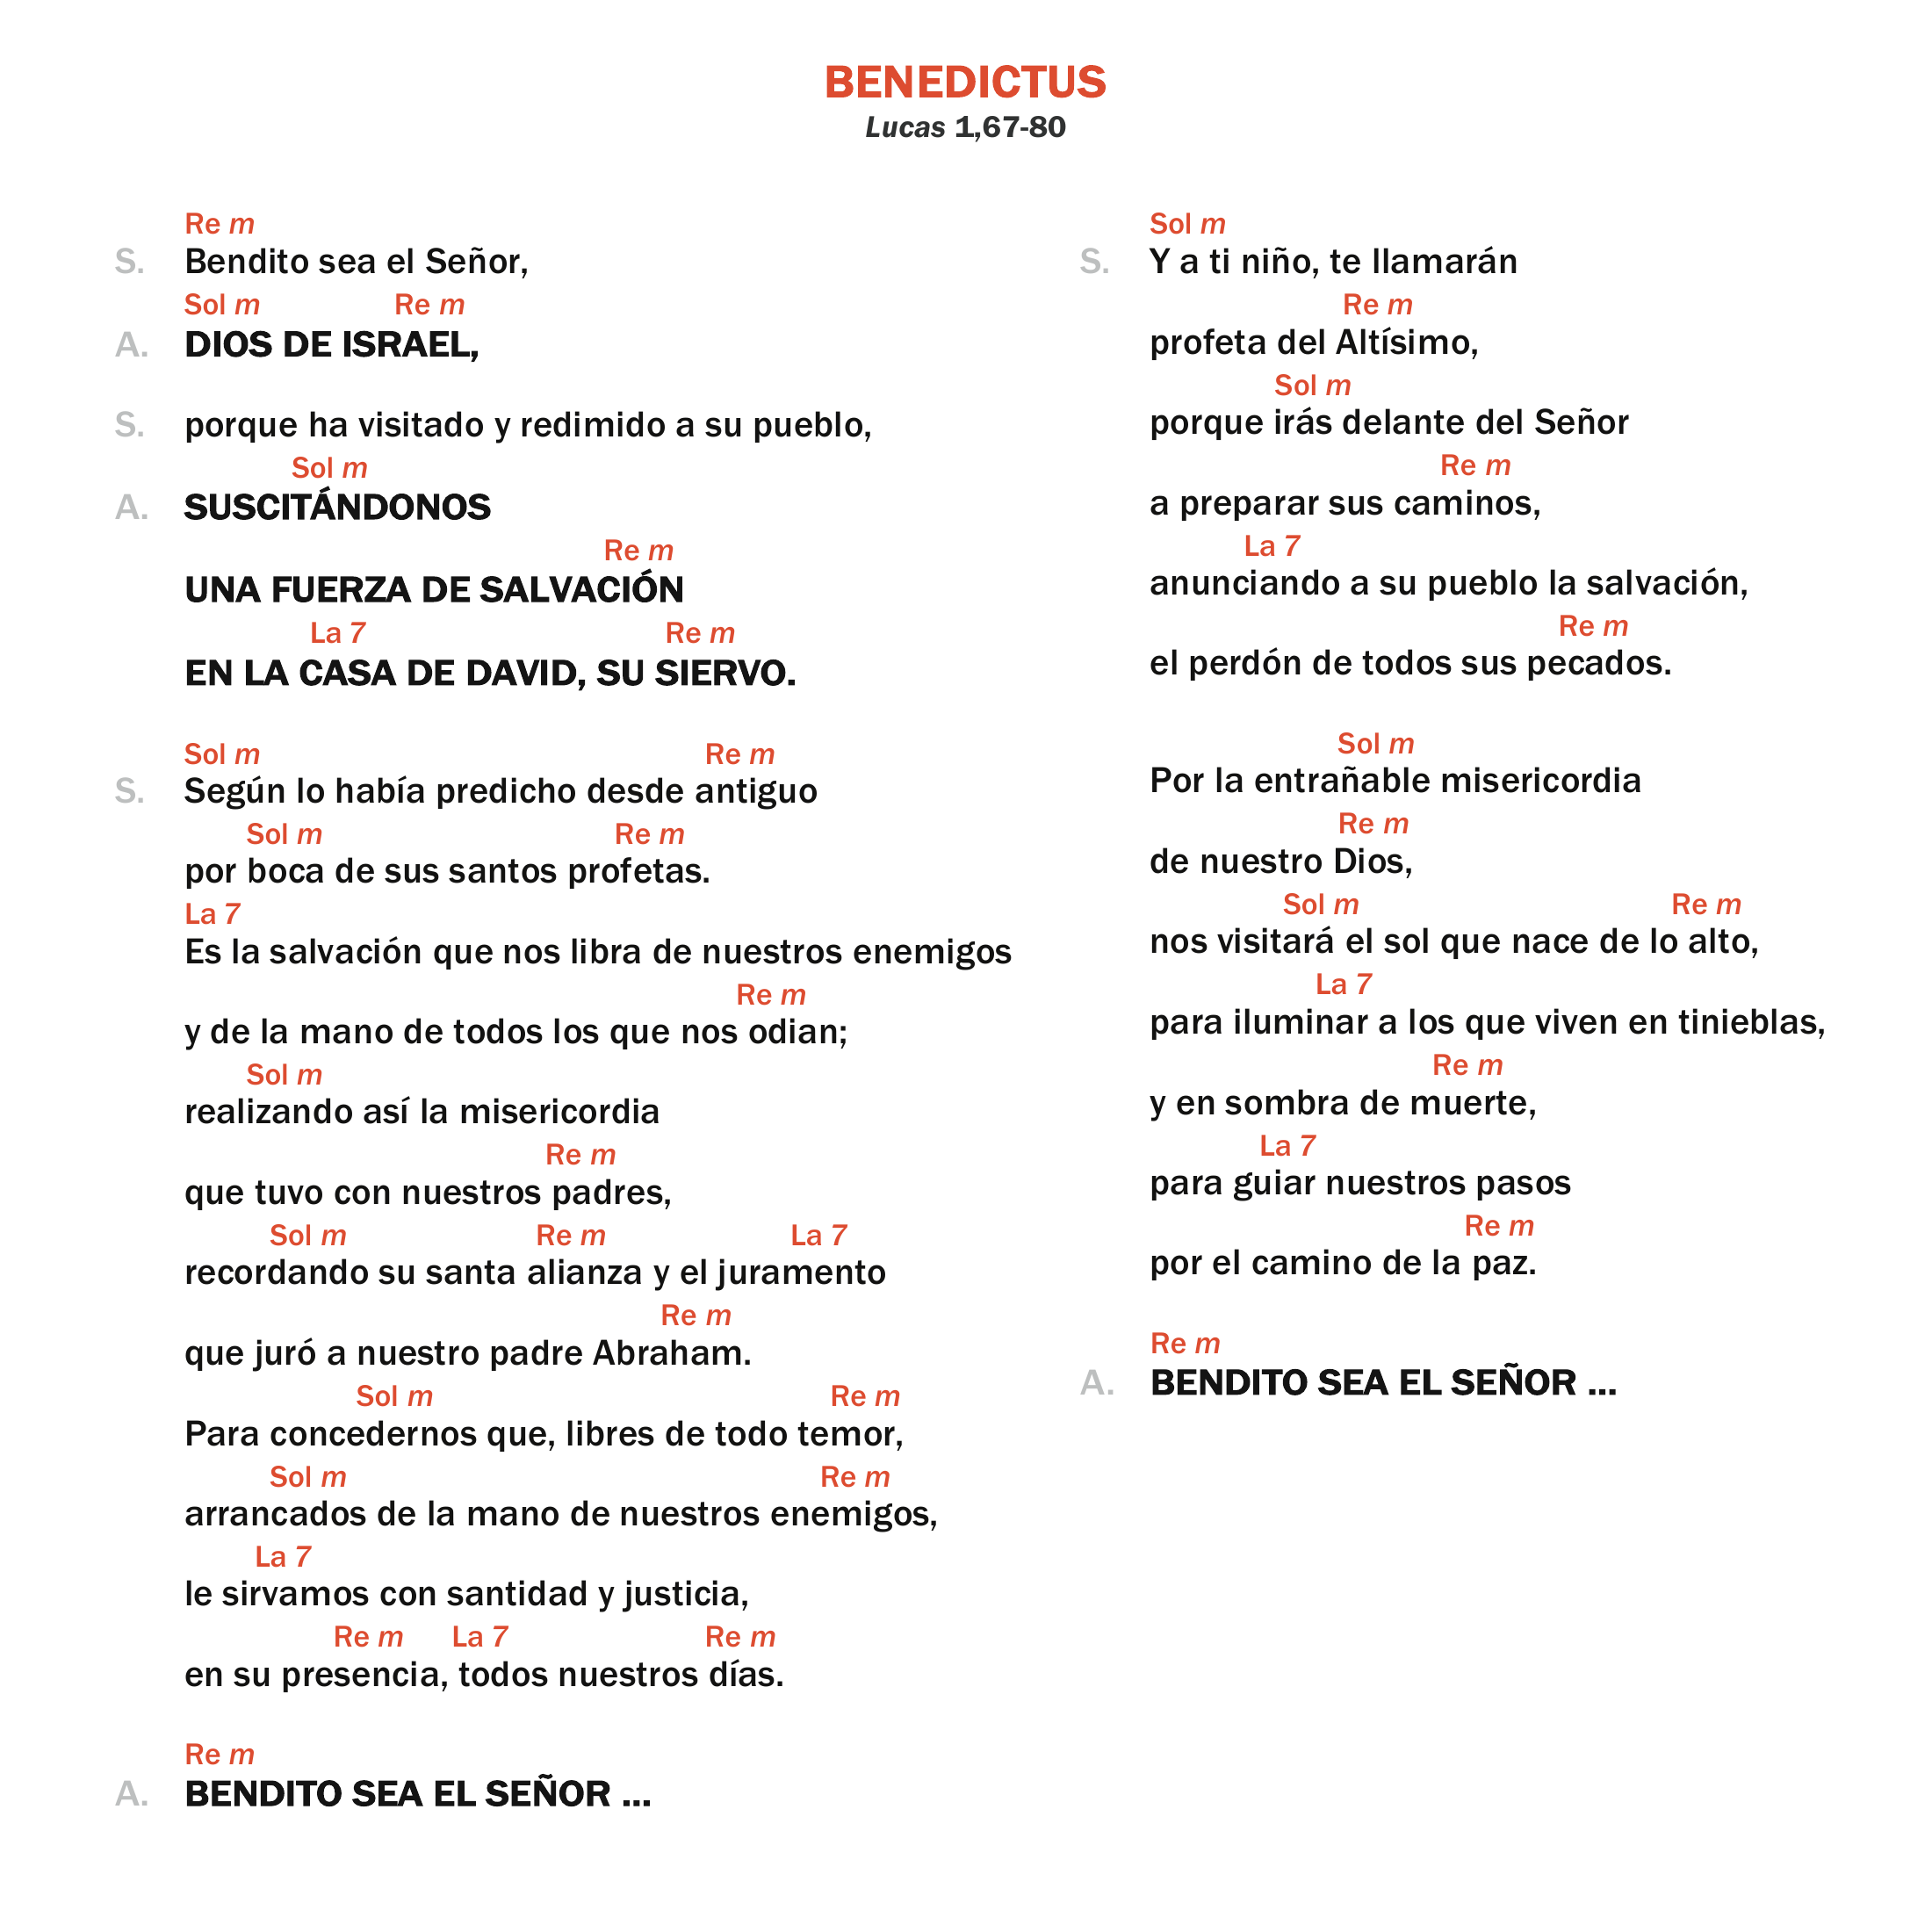 BENEDICTUS
Lucas 1,67-80
Re m
S. Bendito sea el Señor,
Sol m Re m
A. DIOS DE ISRAEL,
S. porque ha visitado y redimido a su pueblo,
Sol m
A. SUSCITÁNDONOS
Re m
UNA FUERZA DE SALVACIÓN
La 7 Re m
EN LA CASA DE DAVID, SU SIERVO.
Sol m Re m
S. Según lo había predicho desde antiguo
Sol m Re m
por boca de sus santos profetas.
La 7
Es la salvación que nos libra de nuestros enemigos
Re m
y de la mano de todos los que nos odian;
Sol m
realizando así la misericordia
Re m
que tuvo con nuestros padres,
Sol m Re m La 7
recordando su santa alianza y el juramento
Re m
que juró a nuestro padre Abraham.
Sol m Re m
Para concedernos que, libres de todo temor,
Sol m Re m
arrancados de la mano de nuestros enemigos,
La 7
le sirvamos con santidad y justicia,
Re m La 7 Re m
en su presencia, todos nuestros días.
Re m
A. BENDITO SEA EL SEÑOR ...
Sol m
S. Y a ti niño, te llamarán
Re m
profeta del Altísimo,
Sol m
porque irás delante del Señor
Re m
a preparar sus caminos,
La 7
anunciando a su pueblo la salvación,
Re m
el perdón de todos sus pecados.
Sol m
Por la entrañable misericordia
Re m
de nuestro Dios,
Sol m Re m
nos visitará el sol que nace de lo alto,
La 7
para iluminar a los que viven en tinieblas,
Re m
y en sombra de muerte,
La 7
para guiar nuestros pasos
Re m
por el camino de la paz.
Re m
A. BENDITO SEA EL SEÑOR ...